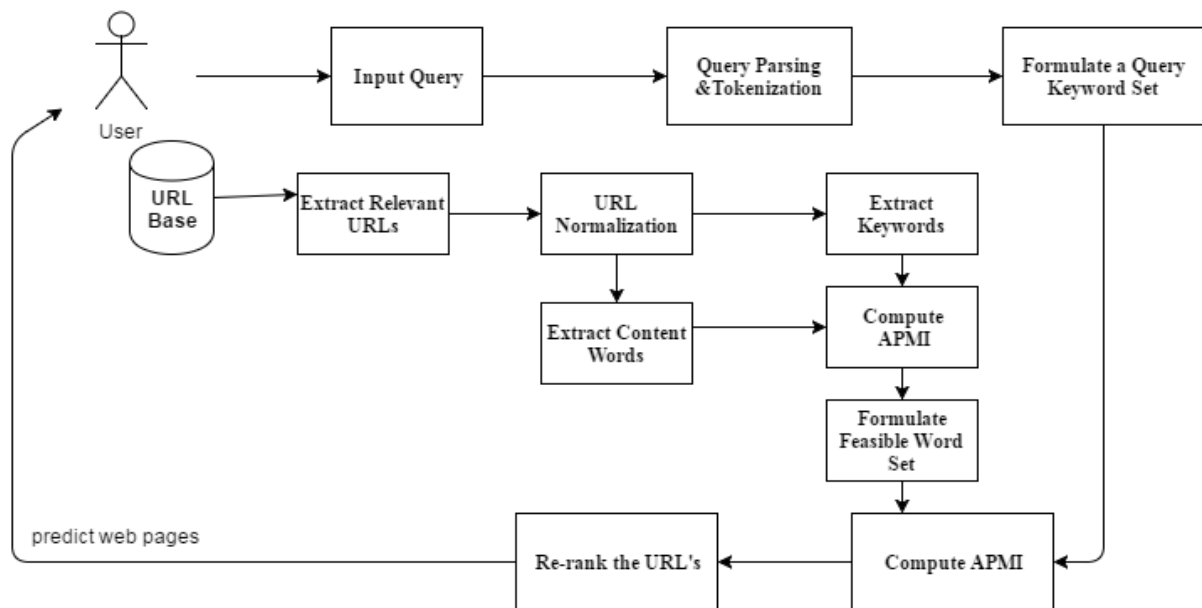 Input Query
Query Parsing
&Tokenization
Formulate a Query
Keyword Set
User
URL
Base
Extract Relevant
URLs
URL
Normalization
Extract
Keywords
Extract Content
Words
Compute
APMI
Formulate
Feasible Word
Set
predict web pages
Re-rank the URL's
Compute APMI